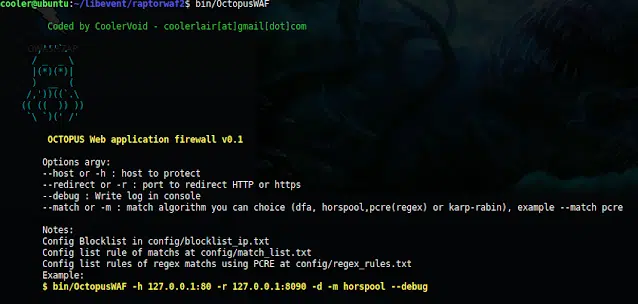 cooler@ubuntu:~/libevent/raptorwaf2$ bin/OctopusWAF
Coded by CoolerVoid - coolerlair[at]gmail[dot]com
OCTOPUS Web application firewall v0.1
Options argv:
--host or -h : host to protect
--redirect or -r : port to redirect HTTP or https
--debug : Write log in console
--match or -m : match algorithm you can choice (dfa, horspool,pcre(regex) or karp-rabin), example --match pcre
Notes:
Config Blocklist in config/blocklist_ip.txt
Config list rule of matchs at config/match_list.txt
Config list rules of regex matchs using PCRE at config/regex_rules.txt
Example:
$ bin/OctopusWAF -h 127.0.0.1:80 -r 127.0.0.1:8090 -d -m horspool --debug